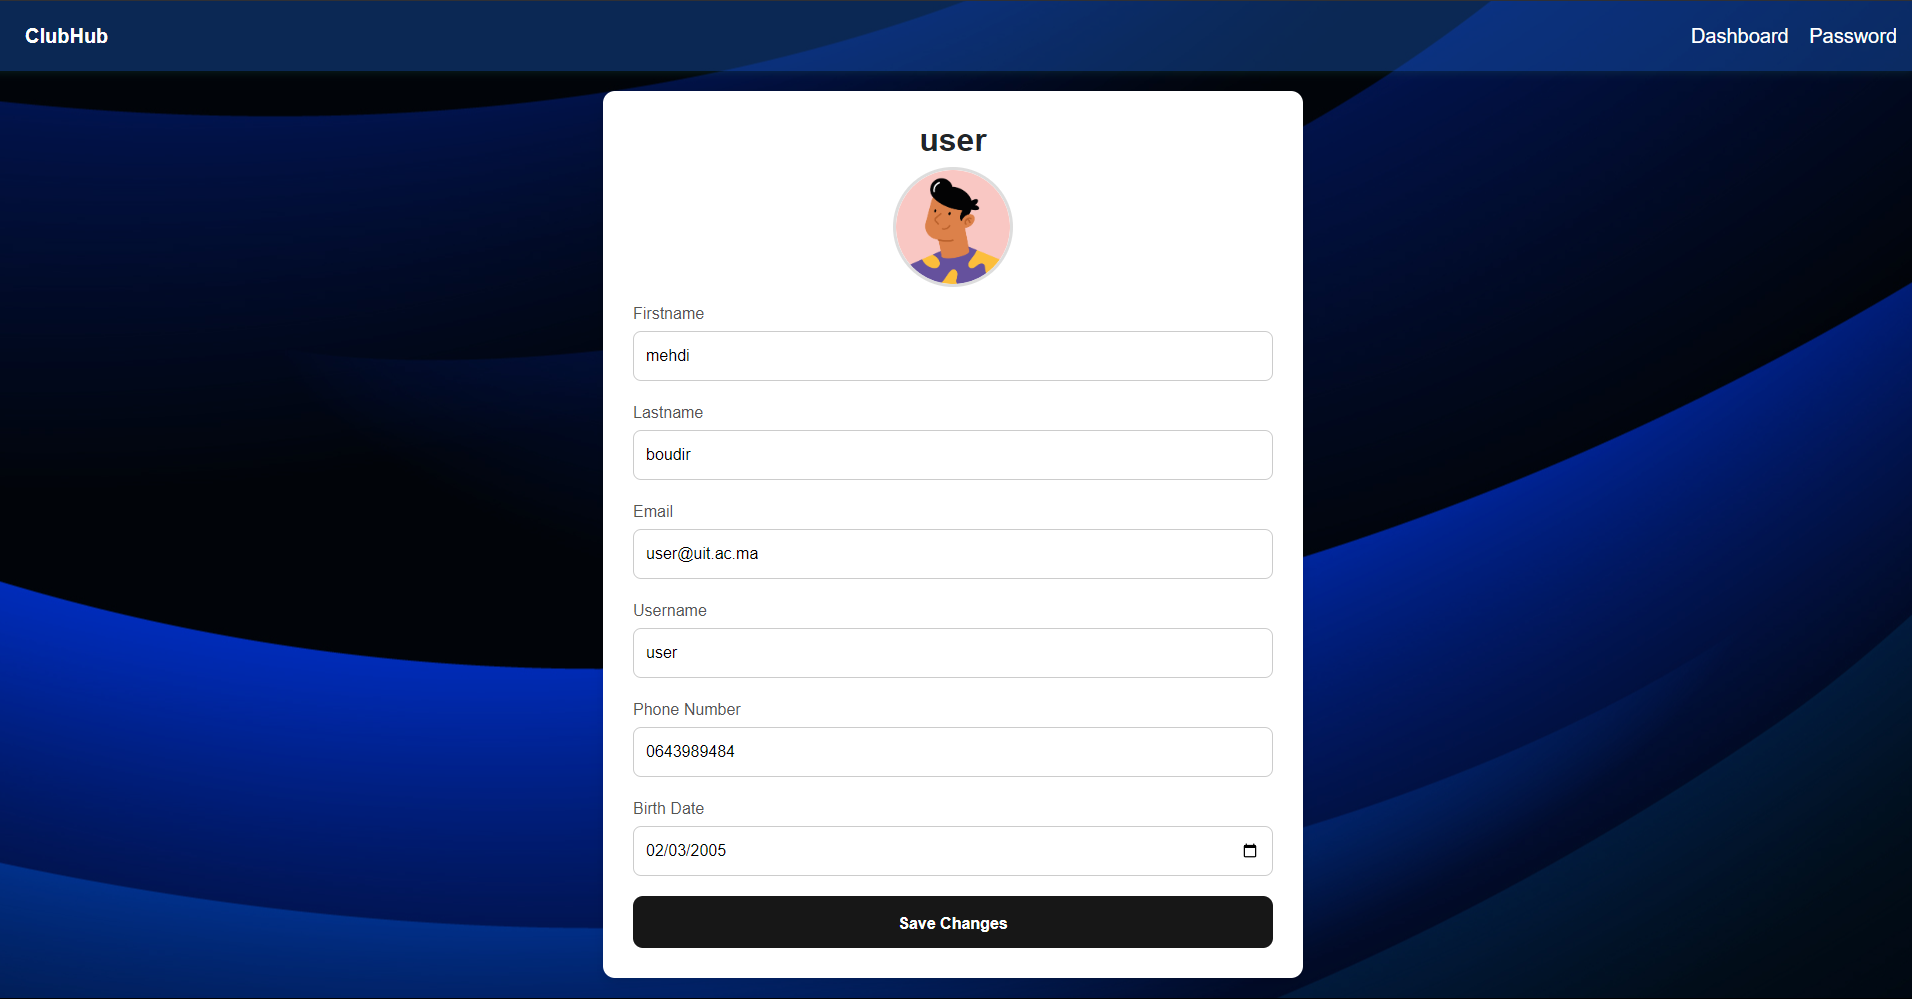 ClubHub
Dashboard Password
user
Firstname
mehdi
Lastname
boudir
Email
user@uit.ac.ma
Username
user
Phone Number
0643989484
Birth Date
02/03/2005
Save Changes